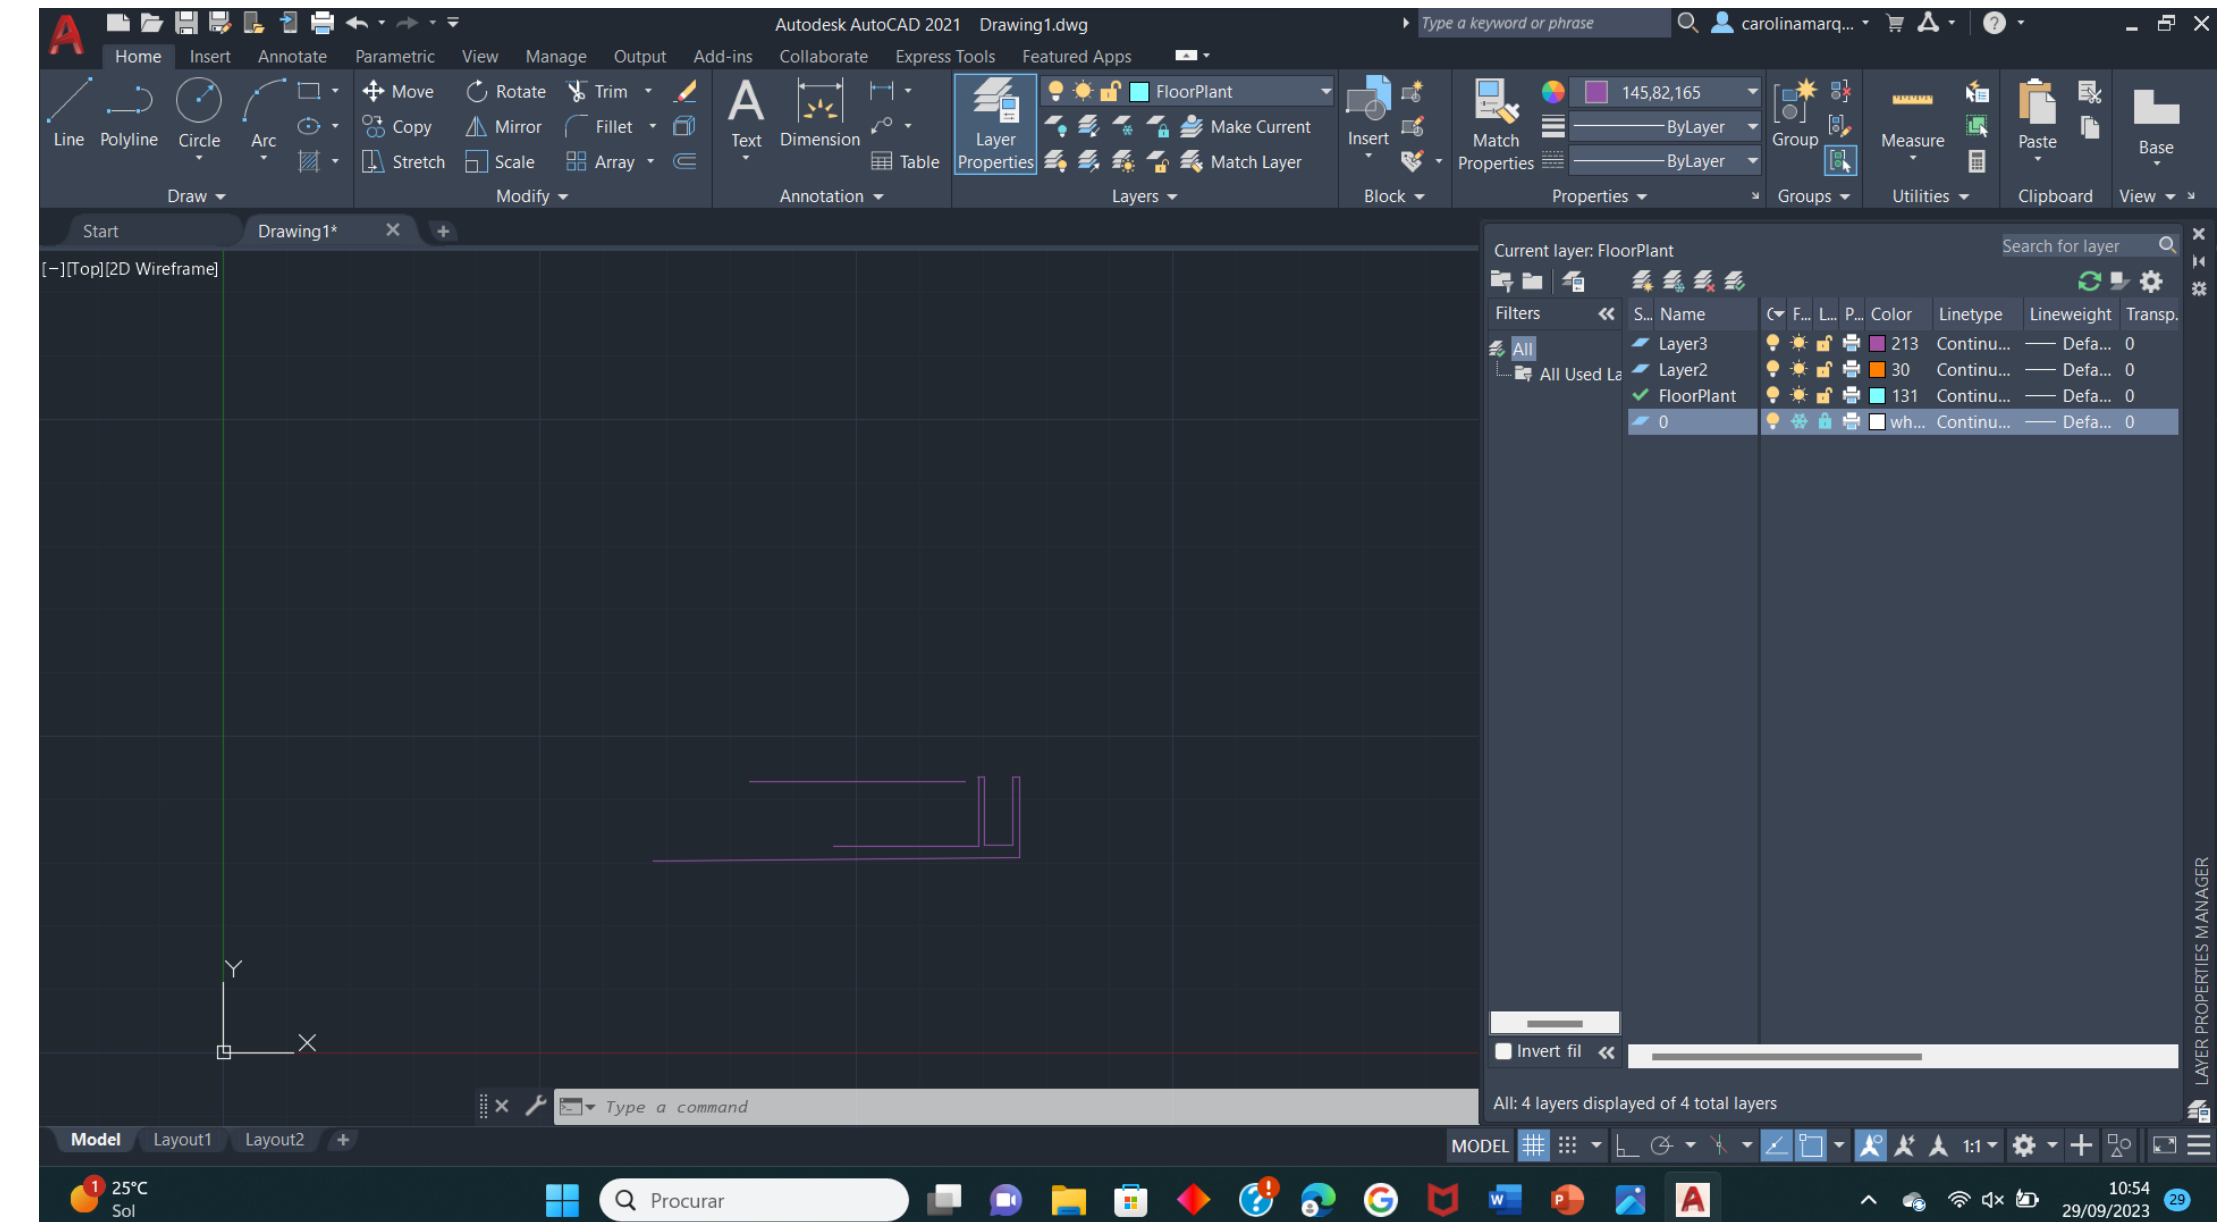 Autodesk AutoCAD 2021 Drawing1.dwg
Type a keyword or phrase
carolinamarq...
Home Insert Annotate Parametric View Manage Output Add-ins Collaborate Express Tools Featured Apps
Line Polyline Circle Arc
Draw
Move Rotate Trim
Copy Mirror Fillet
Stretch Scale Array
Modify
Text Dimension Table
Annotation
Layer Properties
FloorPlant
Make Current
Match Layer
Layers
Insert
Block
Match Properties
145,82,165
ByLayer
ByLayer
Properties
Group
Groups
Measure
Utilities
Paste
Clipboard
Base
View
Start Drawing1*
[−][Top][2D Wireframe]
Y
X
Current layer: FloorPlant
Search for layer
Filters
All
All Used La
S.. Name F... L... P... Color Linetype Lineweight Transp.
Layer3 213 Continu... Defa... 0
Layer2 30 Continu... Defa... 0
FloorPlant 131 Continu... Defa... 0
0 wh... Continu... Defa... 0
Invert fil
All: 4 layers displayed of 4 total layers
LAYER PROPERTIES MANAGER
Type a command
Model Layout1 Layout2 +
MODEL 1:1
1
25°C
Sol
Procurar
10:54
29/09/2023
29